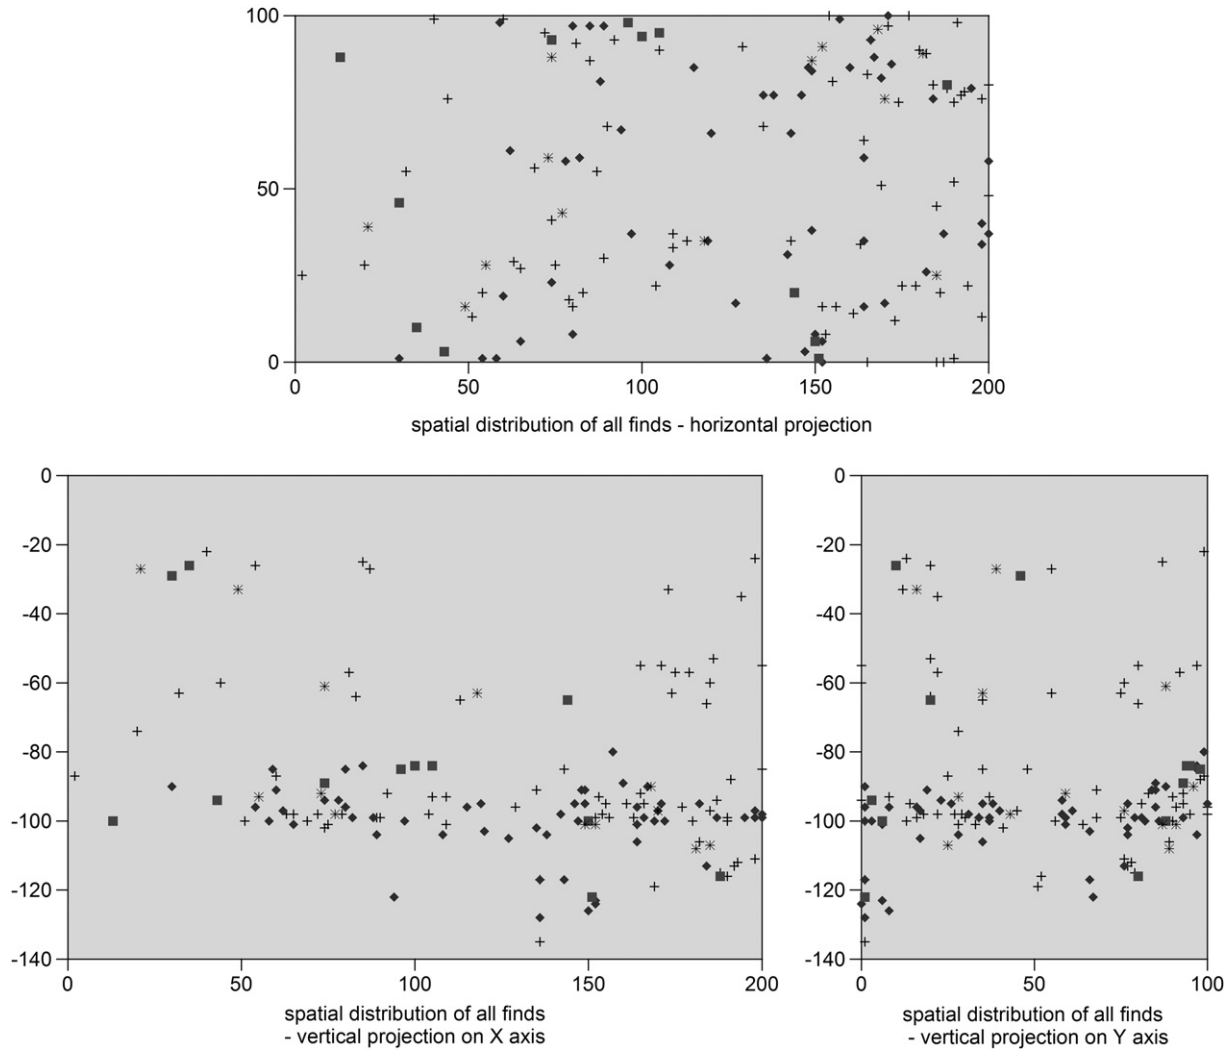 100
50
0
0 50 100 150 200
spatial distribution of all finds - horizontal projection
0 0
-20 -20
-40 -40
-60 -60
-80 -80
-100 -100
-120 -120
-140 -140
0 50 100 150 200 0 50 100
spatial distribution of all finds
- vertical projection on X axis
spatial distribution of all finds
- vertical projection on Y axis